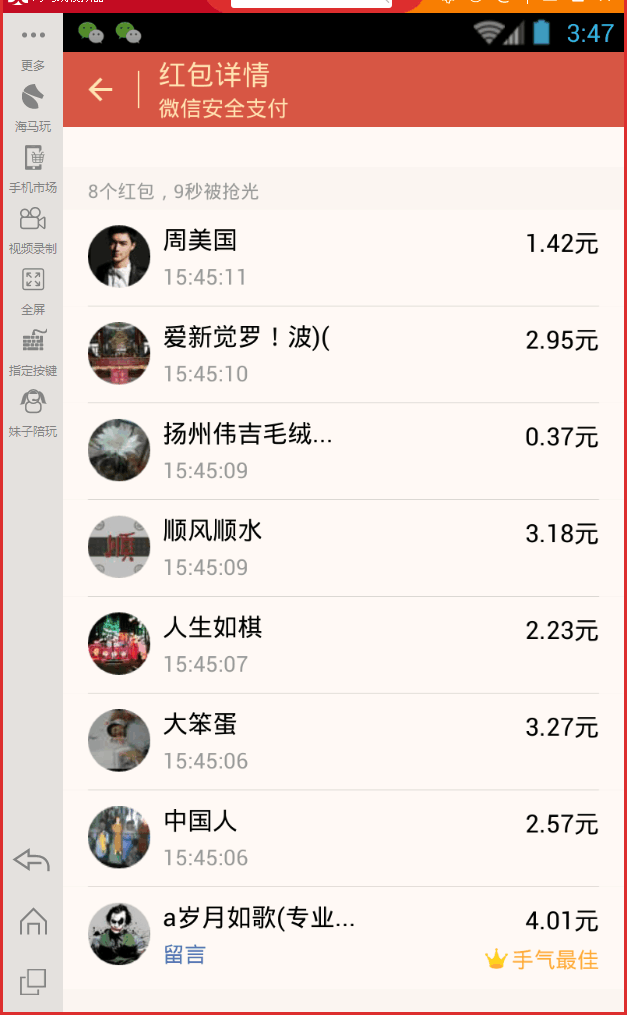 3:47
更多
海马玩
手机市场
视频录制
全屏
指定按键
妹子陪玩
红包详情
微信安全支付
8个红包，9秒被抢光
周美国
1.42元
15:45:11
爱新觉罗！波)(
2.95元
15:45:10
扬州伟吉毛绒...
0.37元
15:45:09
顺风顺水
3.18元
15:45:09
人生如棋
2.23元
15:45:07
大笨蛋
3.27元
15:45:06
中国人
2.57元
15:45:06
a岁月如歌(专业...
4.01元
留言
手气最佳